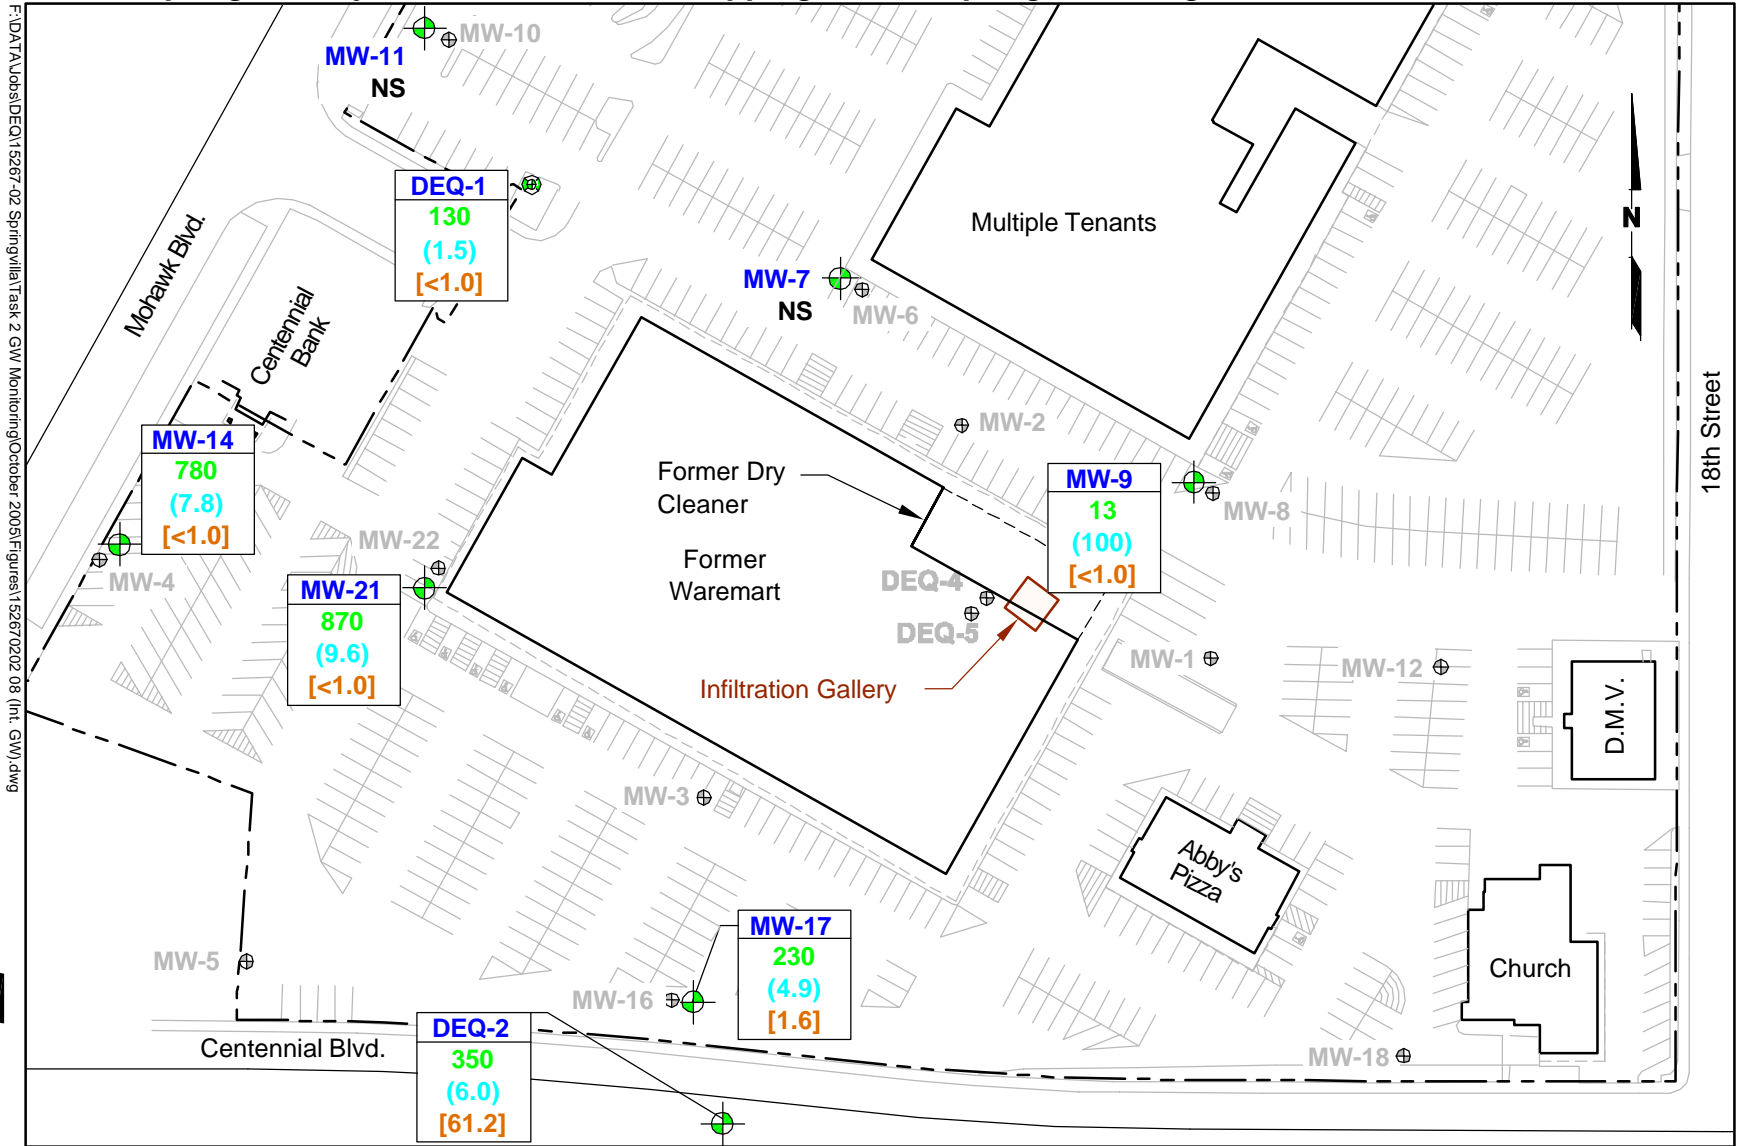 F:\DATA\Jobs\DEQ\15267-02 Springvilla\Task 2 GW Monitoring\October 2005\Figures\152670202 08 (Int. GW).dwg
MW-10
MW-11
NS
DEQ-1
130
(1.5)
[<1.0]
Mohawk Blvd.
Centennial
Bank
Multiple Tenants
N
18th Street
MW-7
NS
MW-6
MW-2
MW-14
780
(7.8)
[<1.0]
MW-4
MW-22
MW-21
870
(9.6)
[<1.0]
Former Dry
Cleaner
Former
Waremart
MW-9
13
(100)
[<1.0]
MW-8
DEQ-4
DEQ-5
Infiltration Gallery
MW-1
MW-12
D.M.V.
MW-3
Abby's
Pizza
MW-17
230
(4.9)
[1.6]
MW-5
MW-16
Church
MW-18
Centennial Blvd.
DEQ-2
350
(6.0)
[61.2]